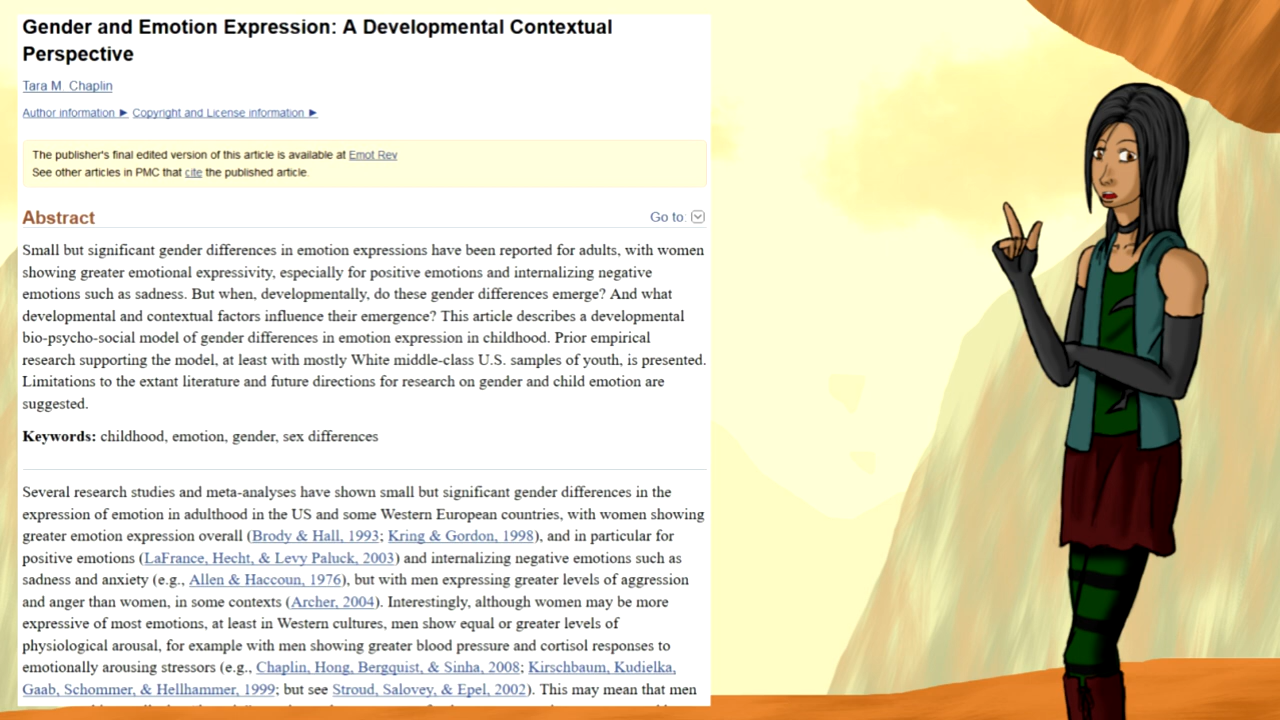 Gender and Emotion Expression: A Developmental Contextual
Perspective
Tara M. Chaplin
Author information ► Copyright and License information ►
The publisher's final edited version of this article is available at Emot Rev
See other articles in PMC that cite the published article.
Abstract
Go to:
Small but significant gender differences in emotion expressions have been reported for adults, with women
showing greater emotional expressivity, especially for positive emotions and internalizing negative
emotions such as sadness. But when, developmentally, do these gender differences emerge? And what
developmental and contextual factors influence their emergence? This article describes a developmental
bio-psycho-social model of gender differences in emotion expression in childhood. Prior empirical
research supporting the model, at least with mostly White middle-class U.S. samples of youth, is presented.
Limitations to the extant literature and future directions for research on gender and child emotion are
suggested.
Keywords: childhood, emotion, gender, sex differences
Several research studies and meta-analyses have shown small but significant gender differences in the
expression of emotion in adulthood in the US and some Western European countries, with women showing
greater emotion expression overall (Brody & Hall, 1993; Kring & Gordon, 1998), and in particular for
positive emotions (LaFrance, Hecht, & Levy Paluck, 2003) and internalizing negative emotions such as
sadness and anxiety (e.g., Allen & Haccoun, 1976), but with men expressing greater levels of aggression
and anger than women, in some contexts (Archer, 2004). Interestingly, although women may be more
expressive of most emotions, at least in Western cultures, men show equal or greater levels of
physiological arousal, for example with men showing greater blood pressure and cortisol responses to
emotionally arousing stressors (e.g., Chaplin, Hong, Bergquist, & Sinha, 2008; Kirschbaum, Kudielka,
Gaab, Schommer, & Hellhammer, 1999; but see Stroud, Salovey, & Epel, 2002). This may mean that men